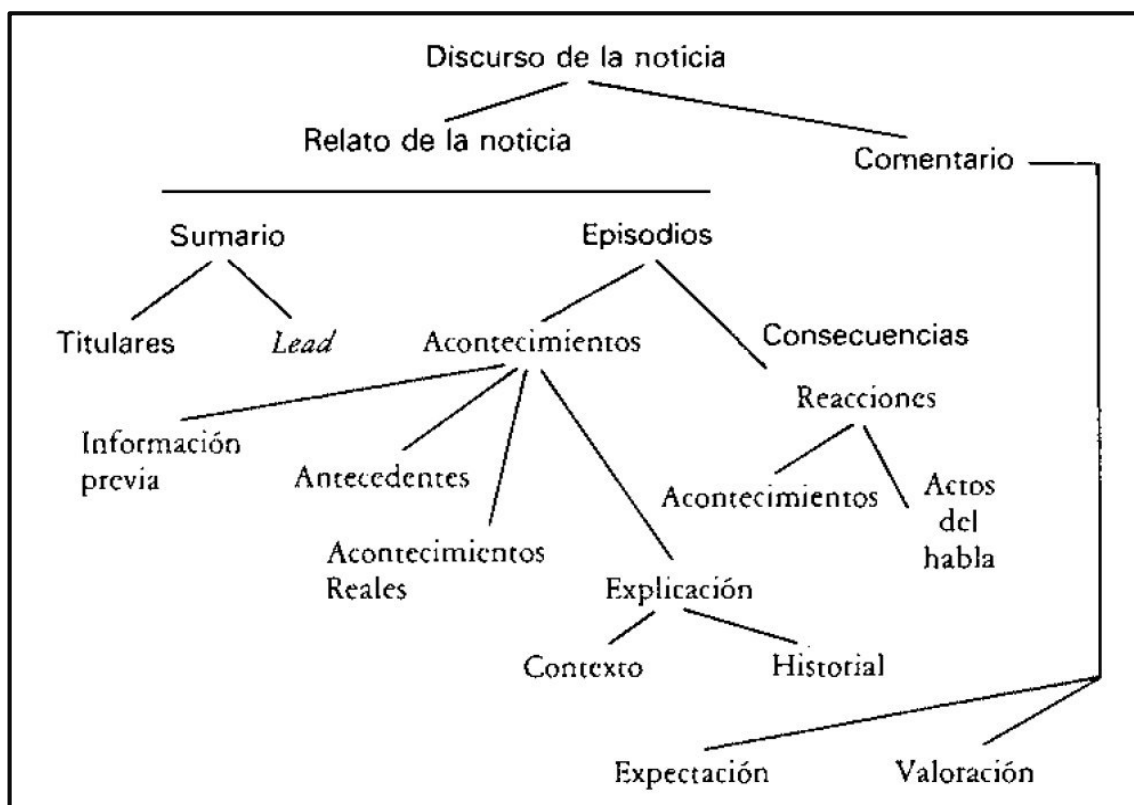 Discurso de la noticia
Relato de la noticia
Comentario
Sumario
Episodios
Titulares
Lead
Acontecimientos
Consecuencias
Reacciones
Información
previa
Antecedentes
Acontecimientos
Actos
del
habla
Acontecimientos
Reales
Explicación
Contexto
Historial
Expectación
Valoración